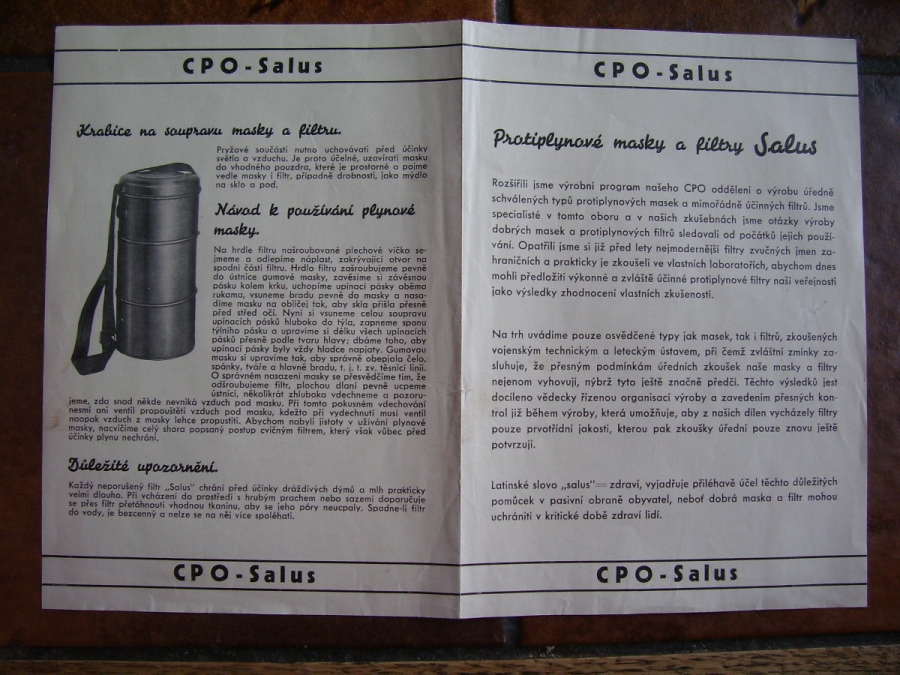 CPO-Salus
Krabice na soupravu masky a filtru.
Pryžové součásti nutno uchovávati před účinky
světla a vzduchu. Je proto účelné, uzavírati masku
do vhodného pouzdra, které je prostorné a pojme
vedle masky i filtr, případně drobnosti, jako mýdlo
na sklo a pod.
Návod k používání plynové
masky.
Na hrdle filtru našroubované plechové víčko se-
jmeme a odlepíme náplast, zakrývající otvor na
spodní části filtru. Hrdlo filtru zašroubujeme pevně
do ústnice gumové masky, zavěsíme si závěsnou
pásku kolem krku, uchopíme upínací pásky oběma
rukama, vsuneme bradu pevně do masky a nasa-
díme masku na obličej tak, aby skla přišla přesně
před střed očí. Nyní si vsuneme celou soupravu
upínacích pásků hluboko do týla, zapneme sponu
týlního pásku a upravíme si délku všech upínacích
pásků přesně podle tvaru hlavy; dbáme toho, aby
upínací pásky byly vždy hladce napjaty. Gumovou
masku si upravíme tak, aby správně obepjala čelo,
spánky, tváře a hlavně bradu, t. j. t. zv. těsnicí linii.
O správném nasazení masky se přesvědčíme tím, že
odšroubujeme filtr, plochou dlaní pevně ucpeme
ústnici, několikrát zhluboka vdechneme a pozoru-
jeme, zda snad někde nevniká vzduch pod masku. Při tomto pokusném vdechování
nesmí ani ventil propouštěti vzduch pod masku, kdežto při vydechnutí musí ventil
naopak vzduch z masky lehce propustiti. Abychom nabyli jistoty v užívání plynové
masky, nacvičíme celý shora popsaný postup cvičným filtrem, který však vůbec před
účinky plynu nechrání.
Důležité upozornění.
Každý neporušený filtr „Salus" chrání před účinky dráždivých dýmů a mlh prakticky
velmi dlouho. Při vcházení do prostředí s hrubým prachem nebo sazemi doporučuje
se přes filtr přetáhnouti vhodnou tkaninu, aby se jeho póry neucpaly. Spadne-li filtr
do vody, je bezcenný a nelze se na něj více spoléhati.
CPO-Salus
CPO-Salus
Protiplynové masky a filtry Salus
Rozšířili jsme výrobní program našeho CPO oddělení o výrobu úředně
schválených typů protiplynových masek a mimořádně účinných filtrů. Jsme
specialisté v tomto oboru a v našich zkušebnách jsme otázky výroby
dobrých masek a protiplynových filtrů sledovali od počátků jejich použí-
vání. Opatřili jsme si již před lety nejmodernější filtry zvučných jmen za-
hraničních a prakticky je zkoušeli ve vlastních laboratořích, abychom dnes
mohli předložiti výkonné a zvláště účinné protiplynové filtry naší veřejnosti
jako výsledky zhodnocení vlastních zkušeností.
Na trh uvádíme pouze osvědčené typy jak masek, tak i filtrů, zkoušených
vojenským technickým a leteckým ústavem, při čemž zvláštní zmínky za-
sluhuje, že přesným podmínkám úředních zkoušek naše masky a filtry
nejenom vyhovují, nýbrž tyto ještě značně předčí. Těchto výsledků jest
docíleno vědecky řízenou organisací výroby a zavedením přesných kon-
trol již během výroby, která umožňuje, aby z našich dílen vycházely filtry
pouze prvotřídní jakosti, kterou pak zkoušky úřední pouze znovu ještě
potvrzují.
Latinské slovo „salus"= zdraví, vyjadřuje přiléhavě účel těchto důležitých
pomůcek v pasivní obraně obyvatel, neboť dobrá maska a filtr mohou
uchrániti v kritické době zdraví lidí.
CPO-Salus